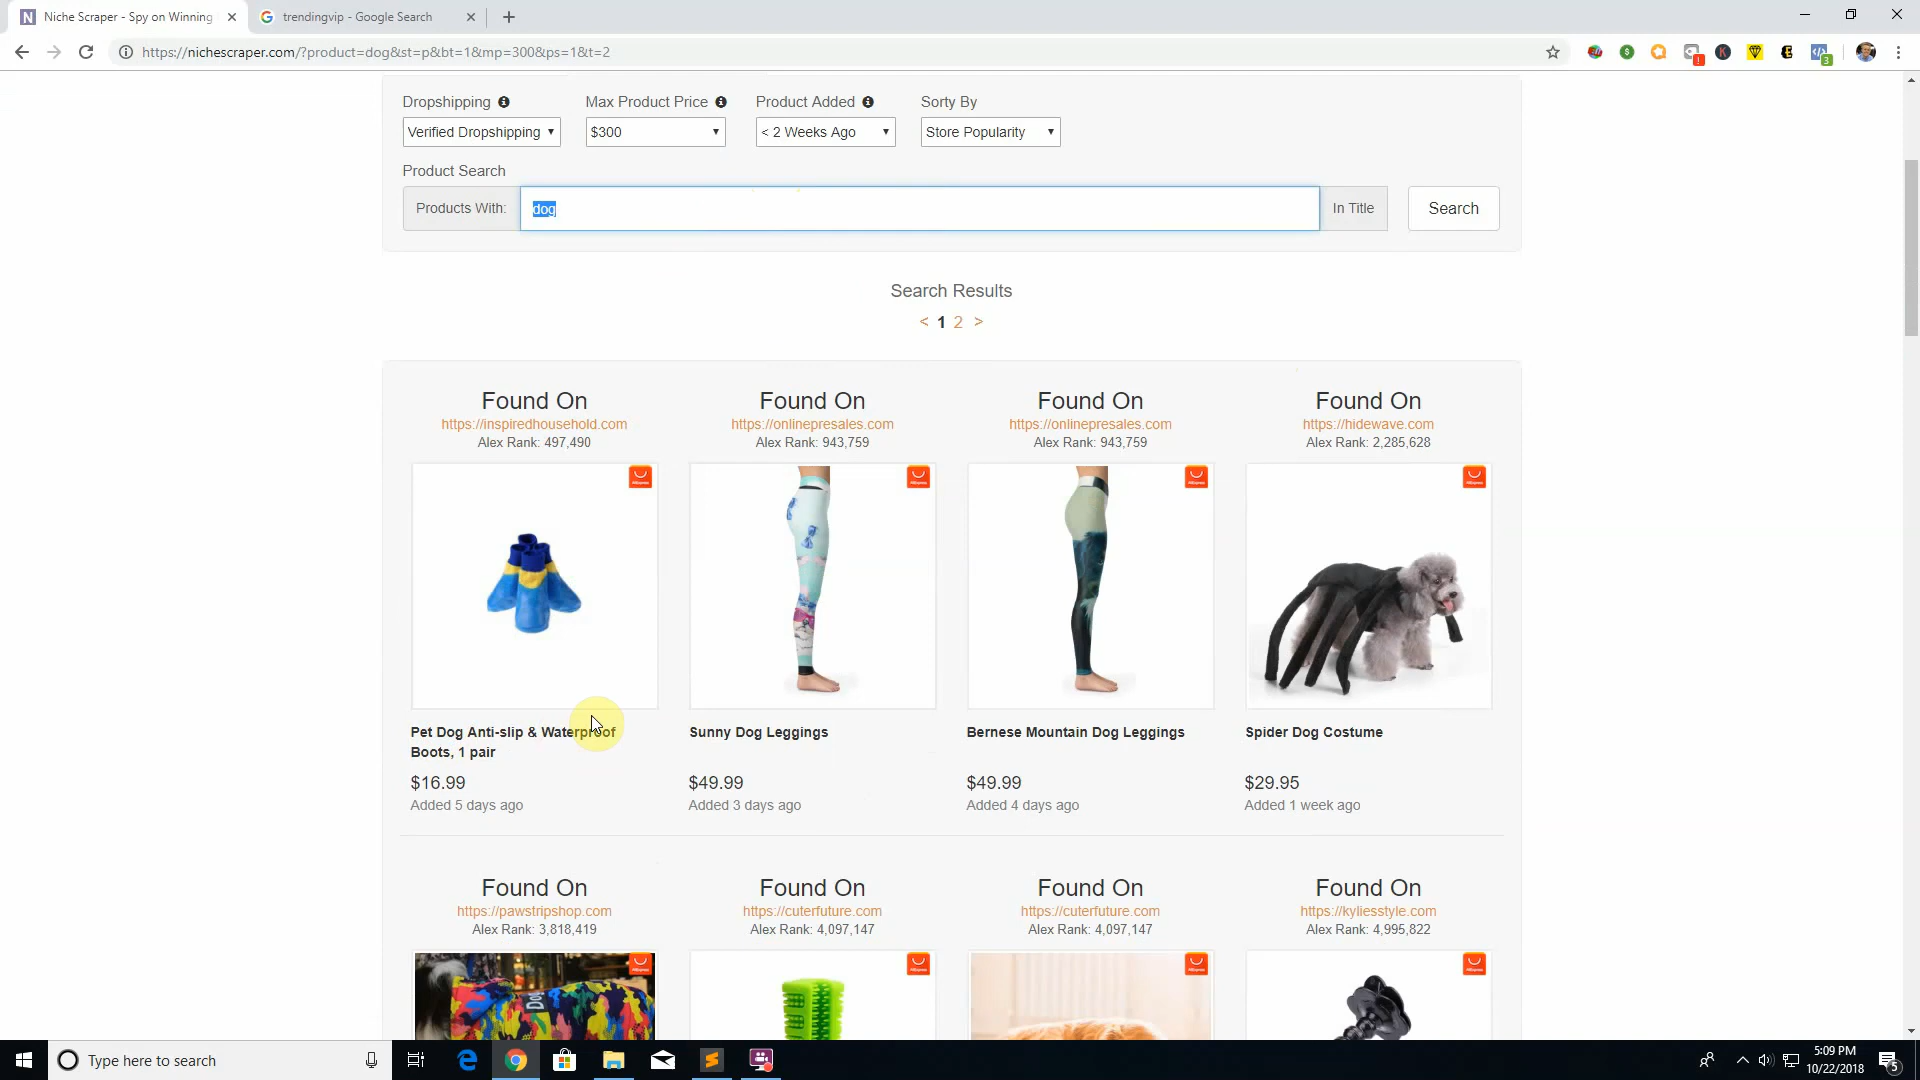 Niche Scraper - Spy on Winning
trendingvip - Google Search
https://nichescraper.com/?product=dog&st=p&bt=1&mp=300&ps=1&t=2
Dropshipping
Max Product Price
Product Added
Sorty By
Verified Dropshipping
$300
< 2 Weeks Ago
Store Popularity
Product Search
Products With:
dog
In Title
Search
Search Results
< 1 2 >
Found On
https://inspiredhousehold.com
Alex Rank: 497,490
Found On
https://onlinepresales.com
Alex Rank: 943,759
Found On
https://onlinepresales.com
Alex Rank: 943,759
Found On
https://hidewave.com
Alex Rank: 2,285,628
Pet Dog Anti-slip & Waterproof
Boots, 1 pair
$16.99
Added 5 days ago
Sunny Dog Leggings
$49.99
Added 3 days ago
Bernese Mountain Dog Leggings
$49.99
Added 4 days ago
Spider Dog Costume
$29.95
Added 1 week ago
Found On
https://pawstripshop.com
Alex Rank: 3,818,419
Found On
https://cuterfuture.com
Alex Rank: 4,097,147
Found On
https://cuterfuture.com
Alex Rank: 4,097,147
Found On
https://kyliesstyle.com
Alex Rank: 4,995,822
Type here to search
5:09 PM
10/22/2018
5